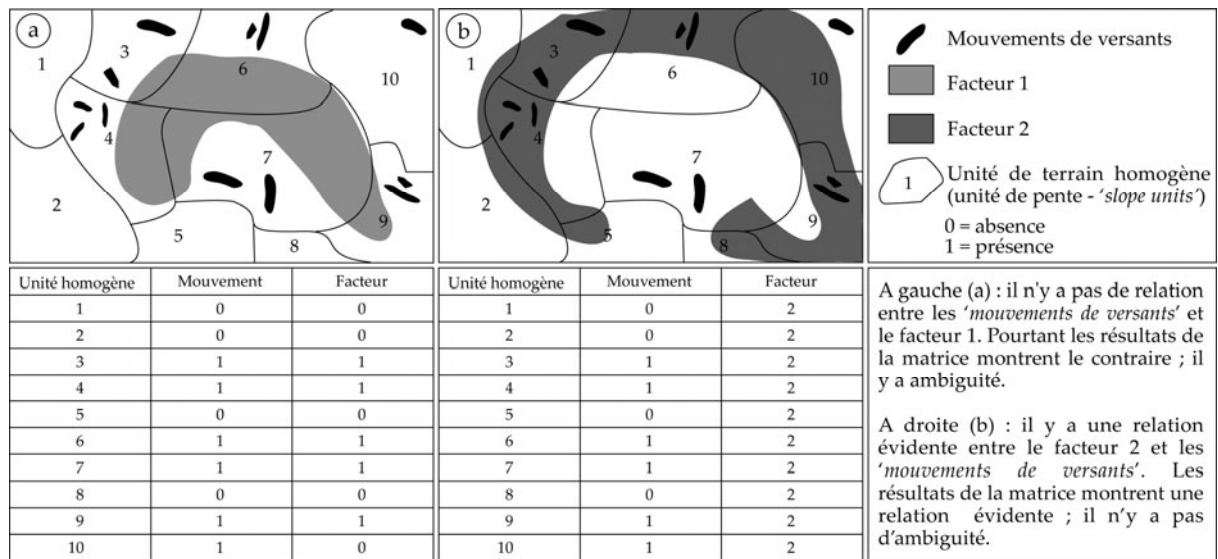 a
1
3
6
10
4
7
2
5
8
9
b
1
3
6
10
4
7
2
5
8
9
Mouvements de versants
Facteur 1
Facteur 2
1
Unité de terrain homogène
(unité de pente - 'slope units')
0 = absence
1 = présence
Unité homogène Mouvement Facteur
1 0 0
2 0 0
3 1 1
4 1 1
5 0 0
6 1 1
7 1 1
8 0 0
9 1 1
10 1 0
Unité homogène Mouvement Facteur
1 0 2
2 0 2
3 1 2
4 1 2
5 0 2
6 1 2
7 1 2
8 0 2
9 1 2
10 1 2
A gauche (a) : il n'y a pas de relation
entre les 'mouvements de versants' et
le facteur 1. Pourtant les résultats de
la matrice montrent le contraire ; il
y a ambiguité.
A droite (b) : il y a une relation
évidente entre le facteur 2 et les
'mouvements de versants'. Les
résultats de la matrice montrent une
relation évidente ; il n'y a pas
d'ambiguité.